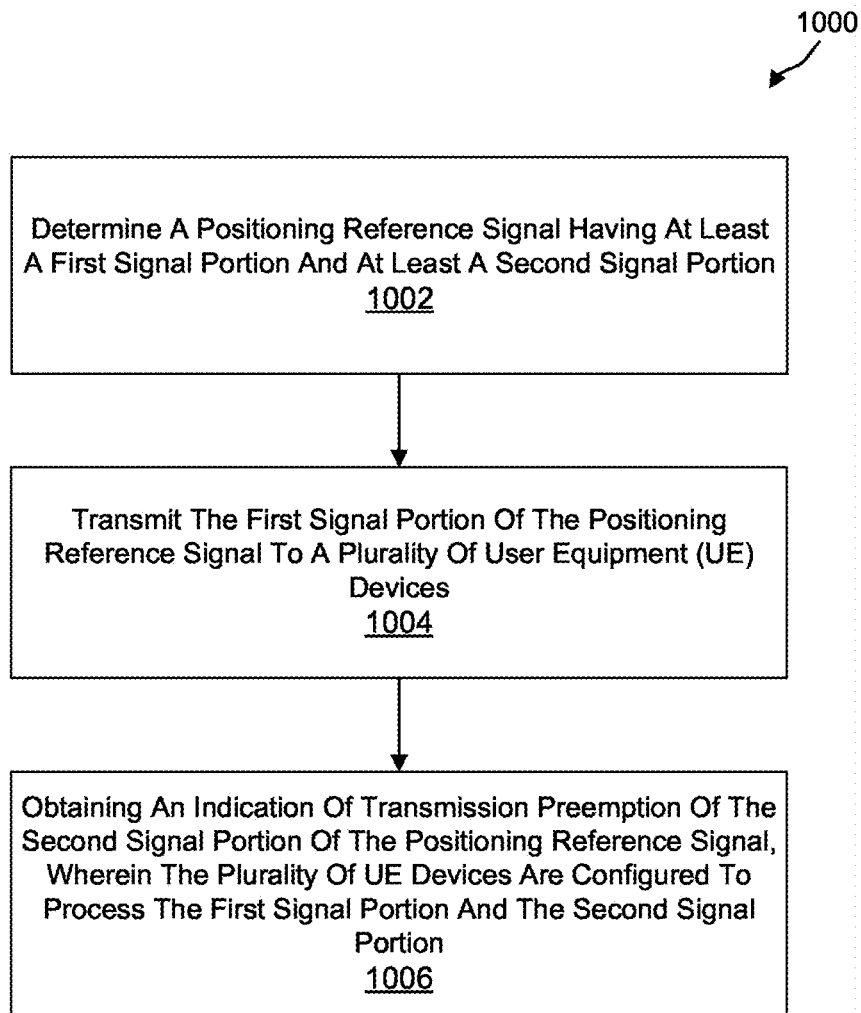 1000
Determine A Positioning Reference Signal Having At Least
A First Signal Portion And At Least A Second Signal Portion
1002
Transmit The First Signal Portion Of The Positioning
Reference Signal To A Plurality Of User Equipment (UE)
Devices
1004
Obtaining An Indication Of Transmission Preemption Of The
Second Signal Portion Of The Positioning Reference Signal,
Wherein The Plurality Of UE Devices Are Configured To
Process The First Signal Portion And The Second Signal
Portion
1006